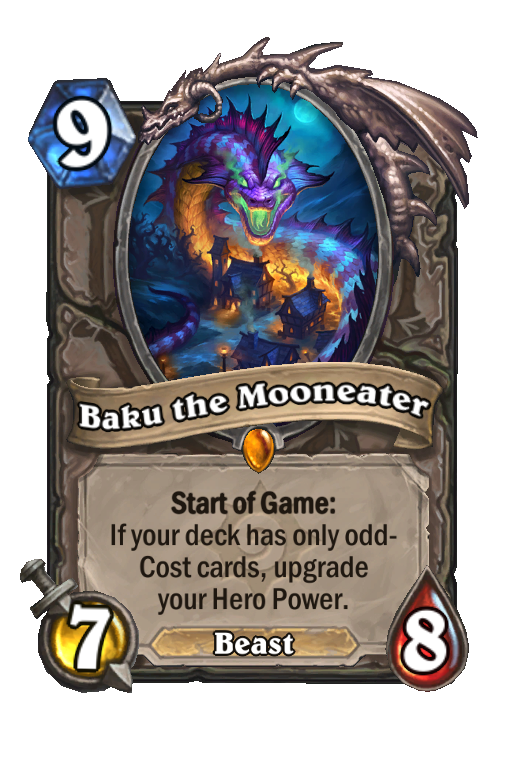 9
Baku the Mooneater
Start of Game:
If your deck has only odd-
Cost cards, upgrade
your Hero Power.
7
Beast
8